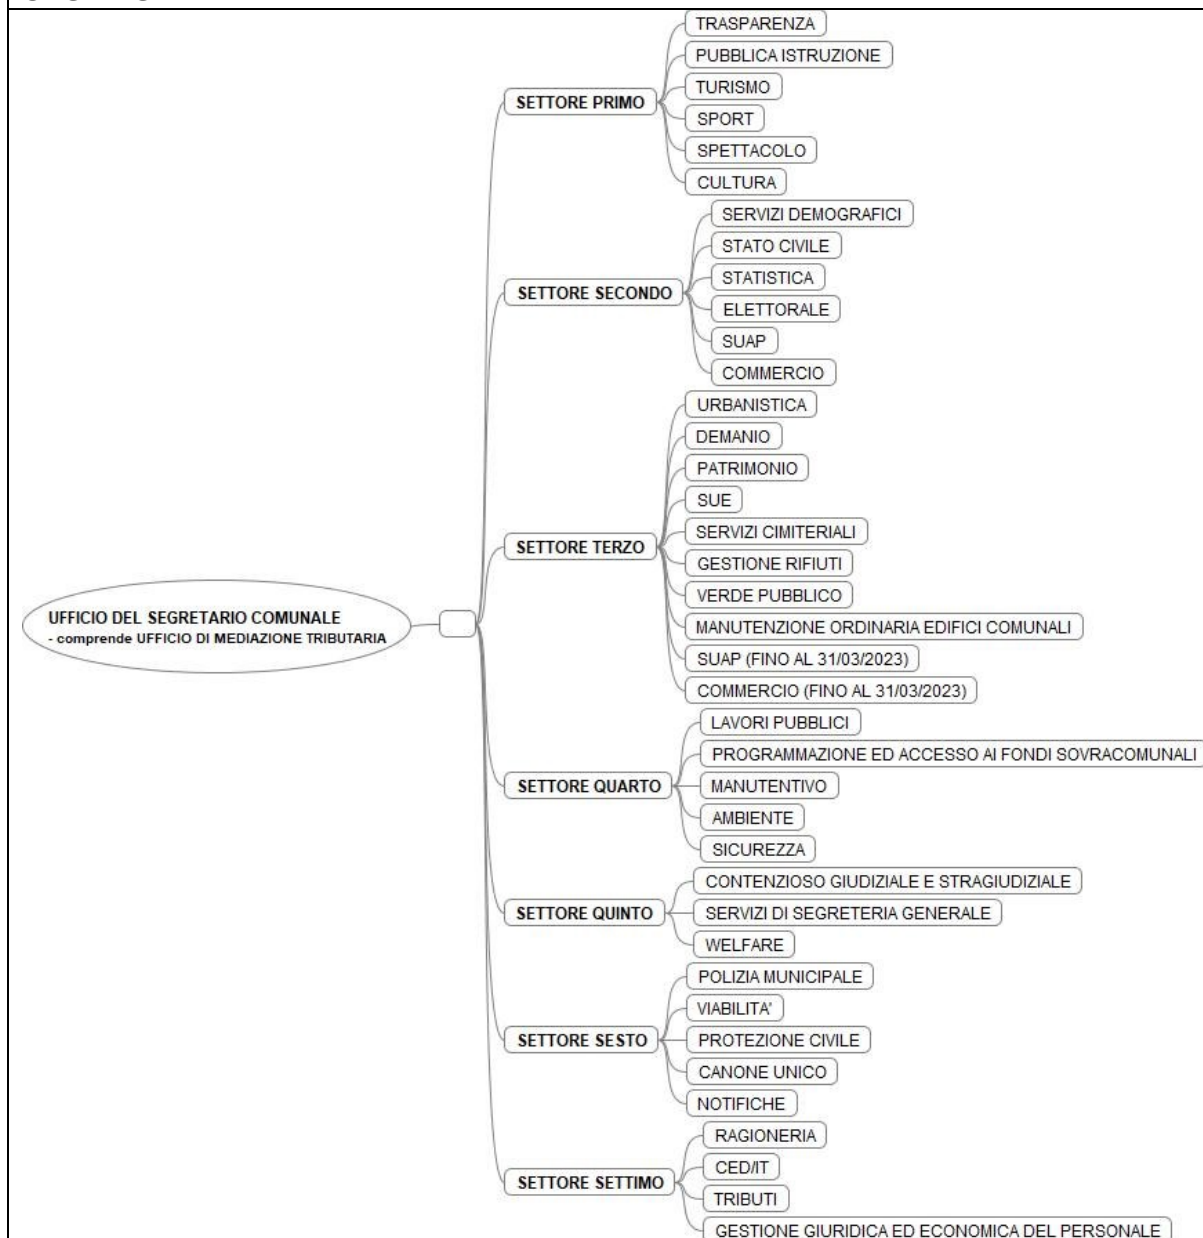 UFFICIO DEL SEGRETARIO COMUNALE
- comprende UFFICIO DI MEDIAZIONE TRIBUTARIA
SETTORE PRIMO
TRASPARENZA
PUBBLICA ISTRUZIONE
TURISMO
SPORT
SPETTACOLO
CULTURA
SETTORE SECONDO
SERVIZI DEMOGRAFICI
STATO CIVILE
STATISTICA
ELETTORALE
SUAP
COMMERCIO
SETTORE TERZO
URBANISTICA
DEMANIO
PATRIMONIO
SUE
SERVIZI CIMITERIALI
GESTIONE RIFIUTI
VERDE PUBBLICO
MANUTENZIONE ORDINARIA EDIFICI COMUNALI
SUAP (FINO AL 31/03/2023)
COMMERCIO (FINO AL 31/03/2023)
SETTORE QUARTO
LAVORI PUBBLICI
PROGRAMMAZIONE ED ACCESSO AI FONDI SOVRACOMUNALI
MANUTENTIVO
AMBIENTE
SICUREZZA
SETTORE QUINTO
CONTENZIOSO GIUDIZIALE E STRAGIUDIZIALE
SERVIZI DI SEGRETERIA GENERALE
WELFARE
SETTORE SESTO
POLIZIA MUNICIPALE
VIABILITA'
PROTEZIONE CIVILE
CANONE UNICO
NOTIFICHE
SETTORE SETTIMO
RAGIONERIA
CED/IT
TRIBUTI
GESTIONE GIURIDICA ED ECONOMICA DEL PERSONALE